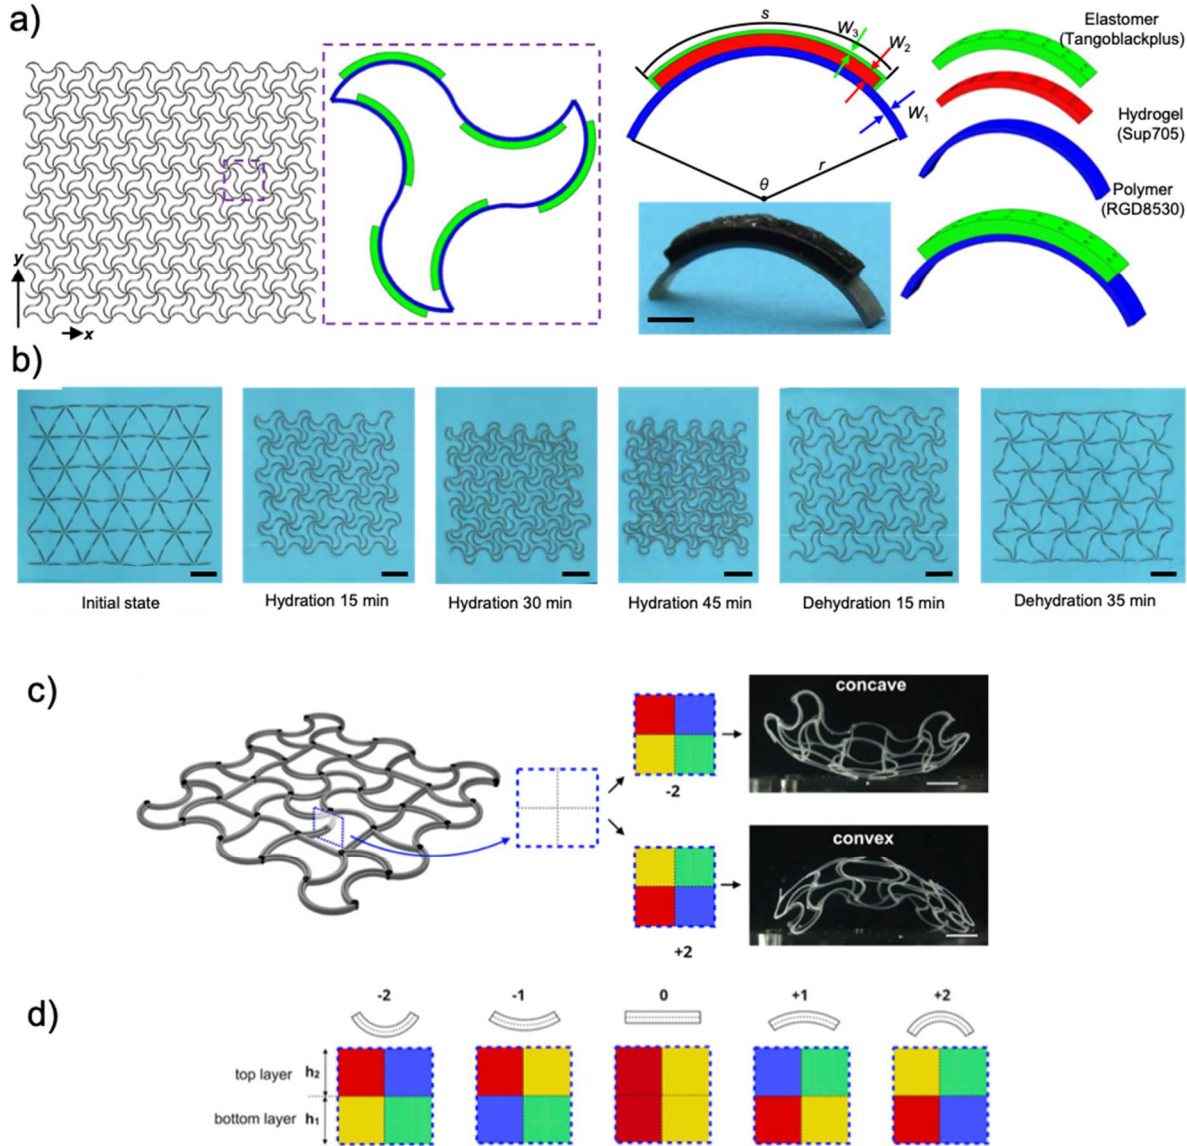 a)
s
W3
W2
W1
r
θ
Elastomer
(Tangoblackplus)
Hydrogel
(Sup705)
Polymer
(RGD8530)
y
x
b)
Initial state
Hydration 15 min
Hydration 30 min
Hydration 45 min
Dehydration 15 min
Dehydration 35 min
c)
-2
concave
+2
convex
d)
-2
-1
0
+1
+2
top layer
h2
bottom layer
h1